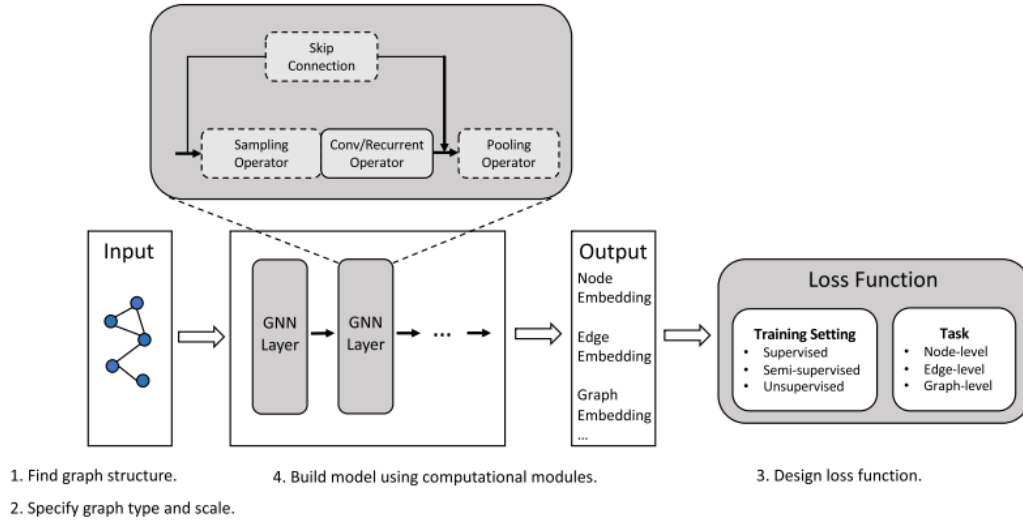 Skip
Connection
Sampling
Operator
Conv/Recurrent
Operator
Pooling
Operator
Input
GNN
Layer
GNN
Layer
...
Output
Node
Embedding
Edge
Embedding
Graph
Embedding
...
Loss Function
Training Setting
• Supervised
• Semi-supervised
• Unsupervised
Task
• Node-level
• Edge-level
• Graph-level
1. Find graph structure.
2. Specify graph type and scale.
4. Build model using computational modules.
3. Design loss function.